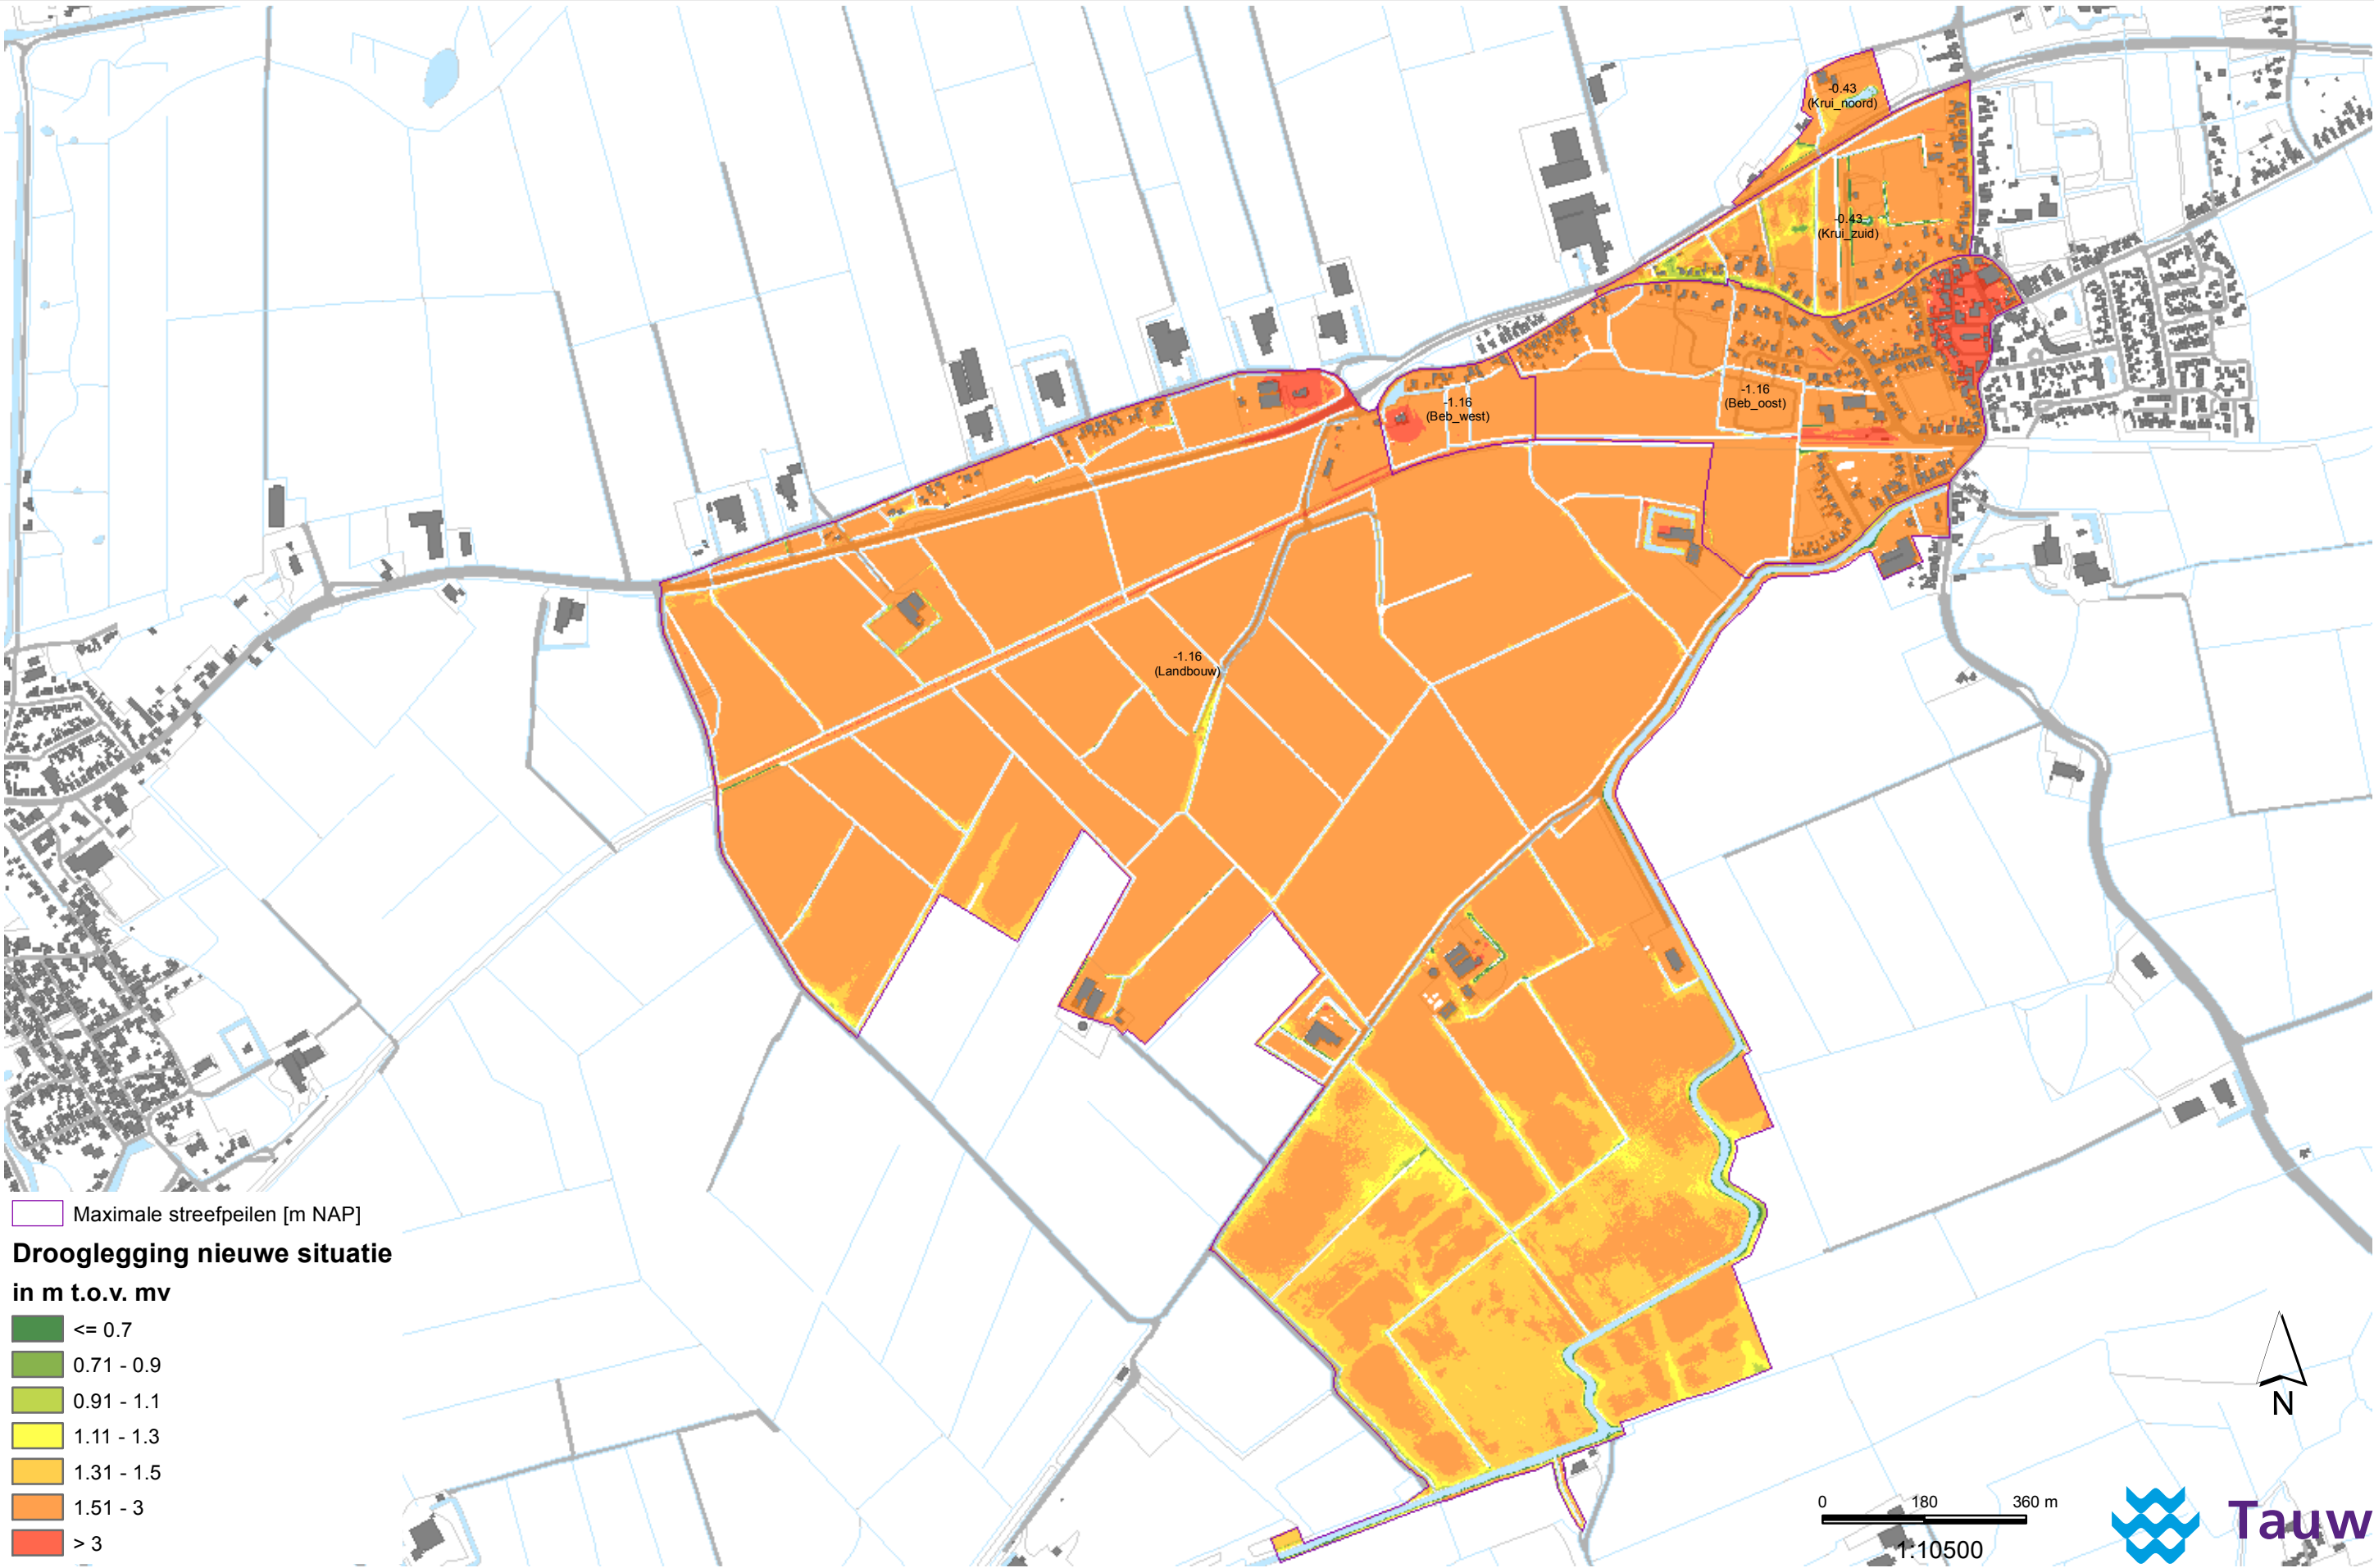 -0.43
(Krui_noord)
-0.43
(Krui_zuid)
-1.16
(Beb_west)
-1.16
(Beb_oost)
-1.16
(Landbouw)
Maximale streefpeilen [m NAP]
Drooglegging nieuwe situatie
in m t.o.v. mv
<= 0.7
0.71 - 0.9
0.91 - 1.1
1.11 - 1.3
1.31 - 1.5
1.51 - 3
> 3
N
0 180 360 m
1:10500
Tauw